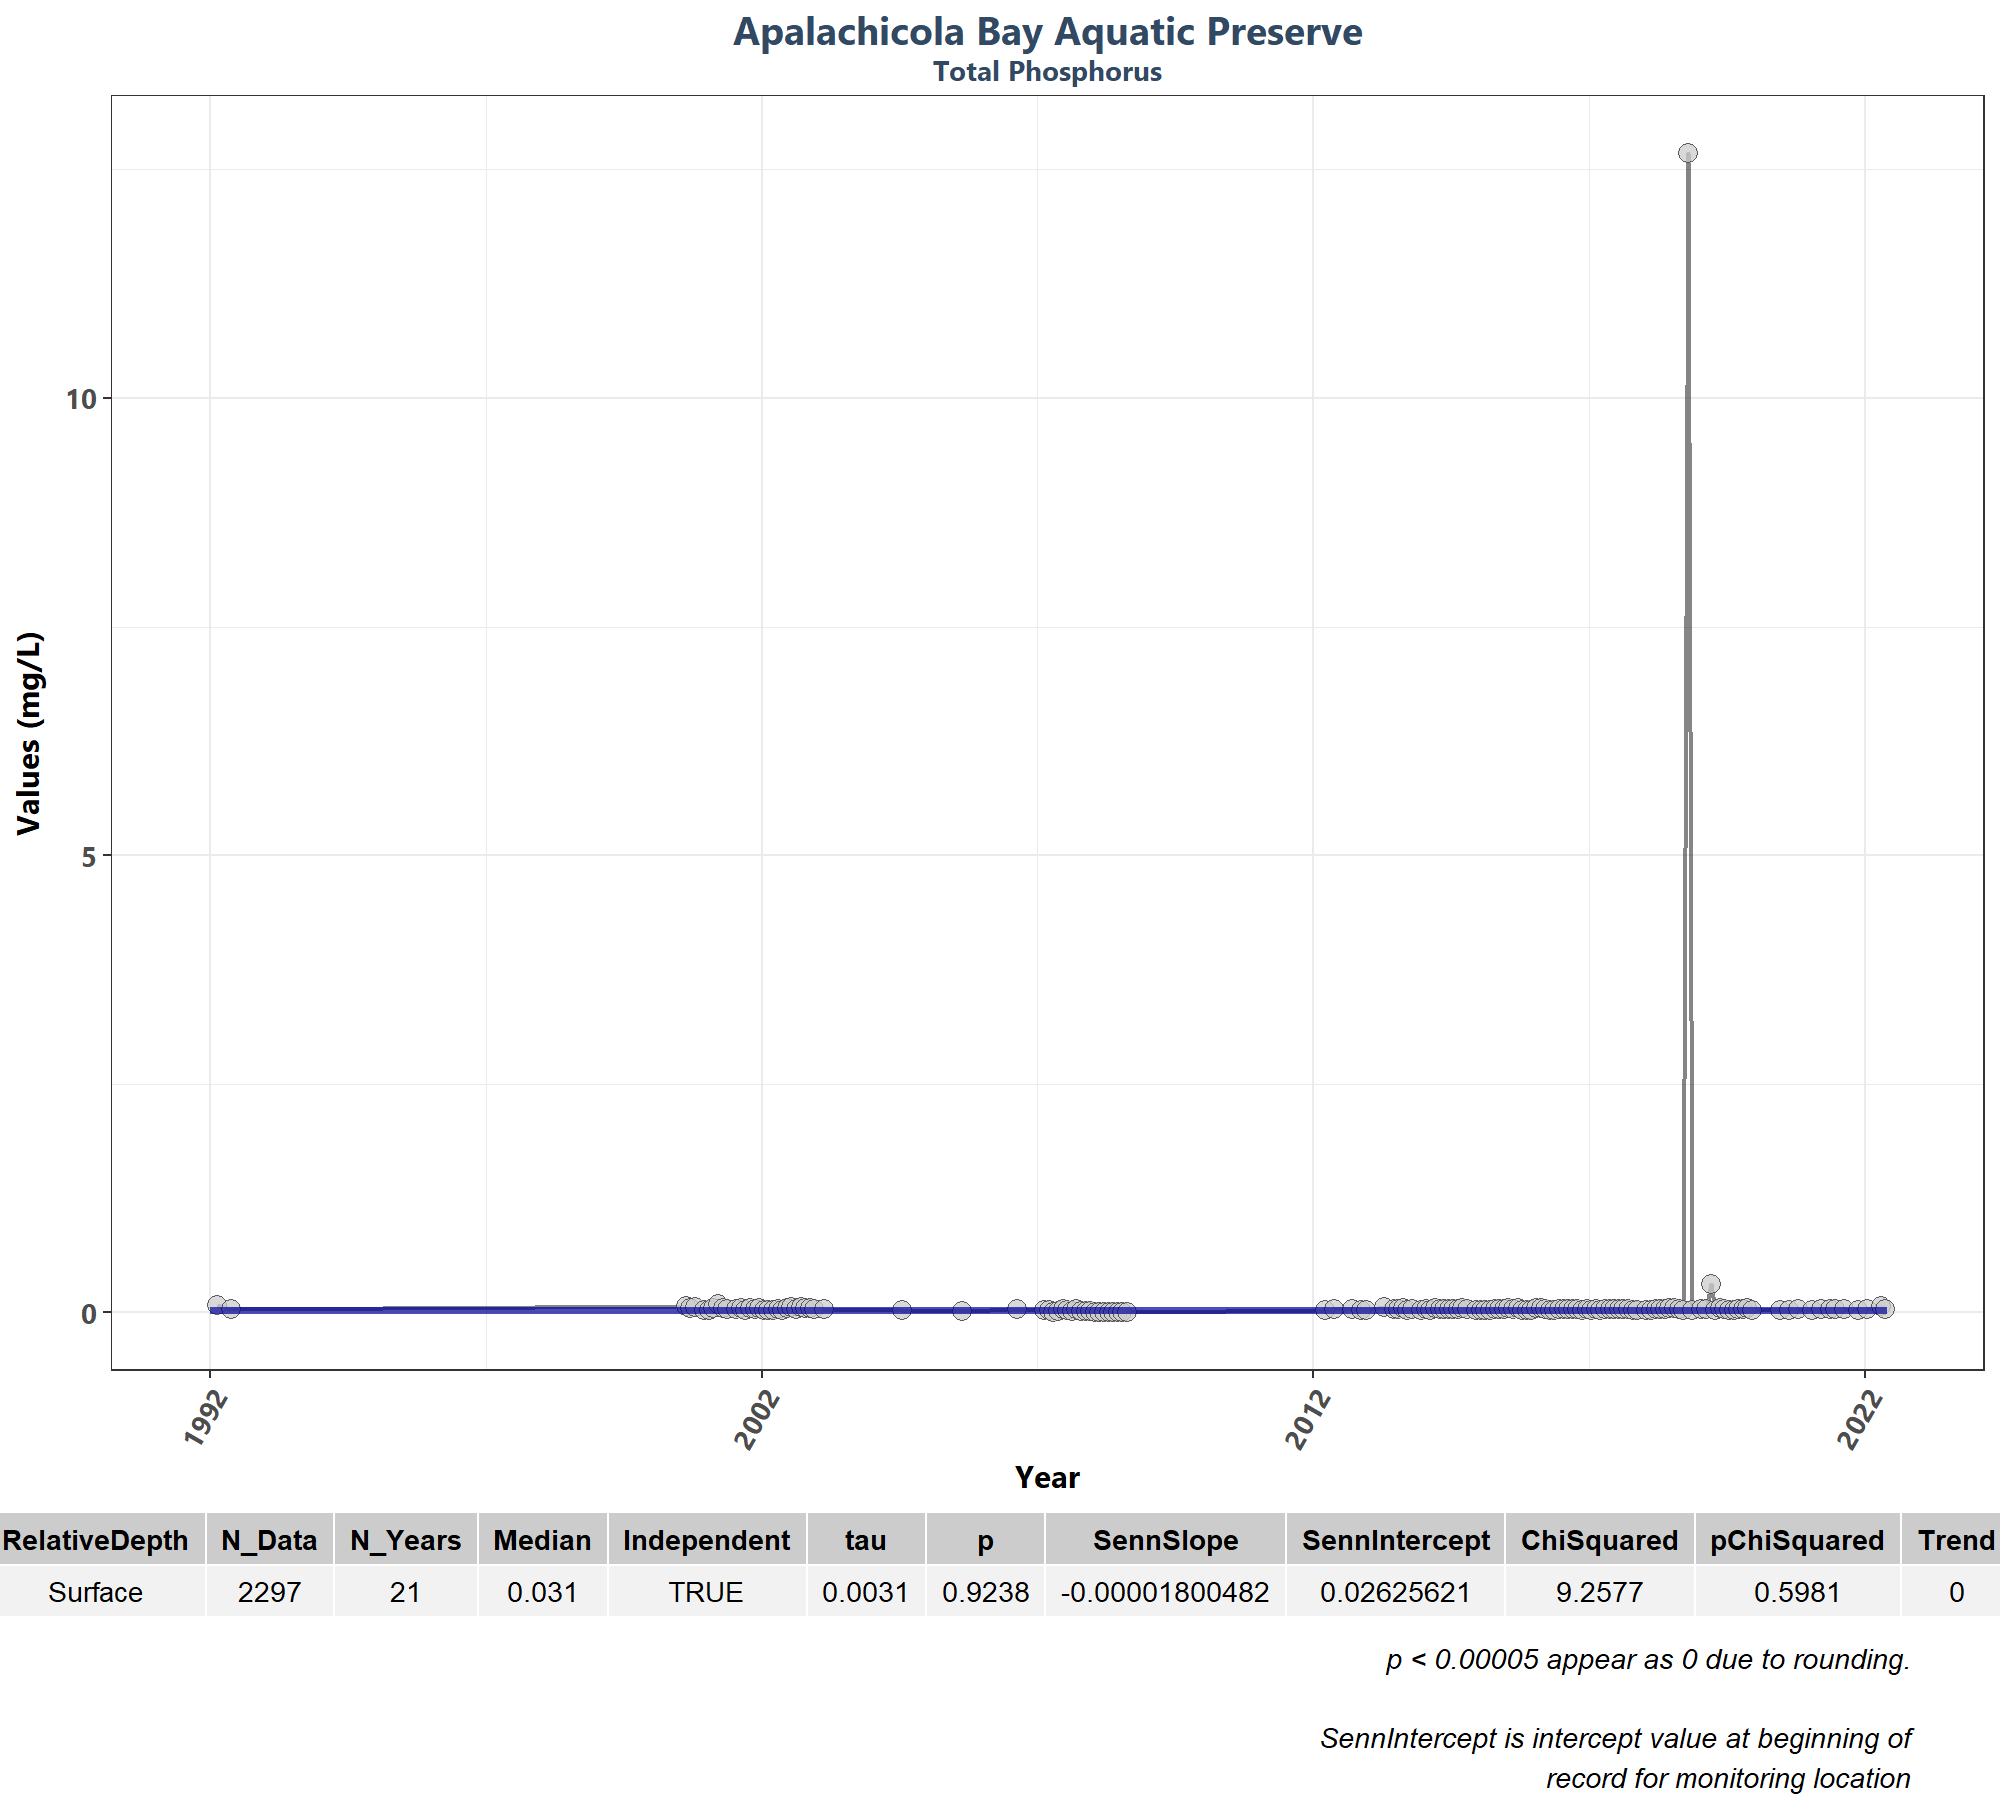 Apalachicola Bay Aquatic Preserve
Total Phosphorus
Values (mg/L)
10
5
0
1992
2002
2012
2022
Year
RelativeDepth N_Data N_Years Median Independent tau p SennSlope SennIntercept ChiSquared pChiSquared Trend
Surface 2297 21 0.031 TRUE 0.0031 0.9238 -0.00001800482 0.02625621 9.2577 0.5981 0
p < 0.00005 appear as 0 due to rounding.
SennIntercept is intercept value at beginning of
record for monitoring location